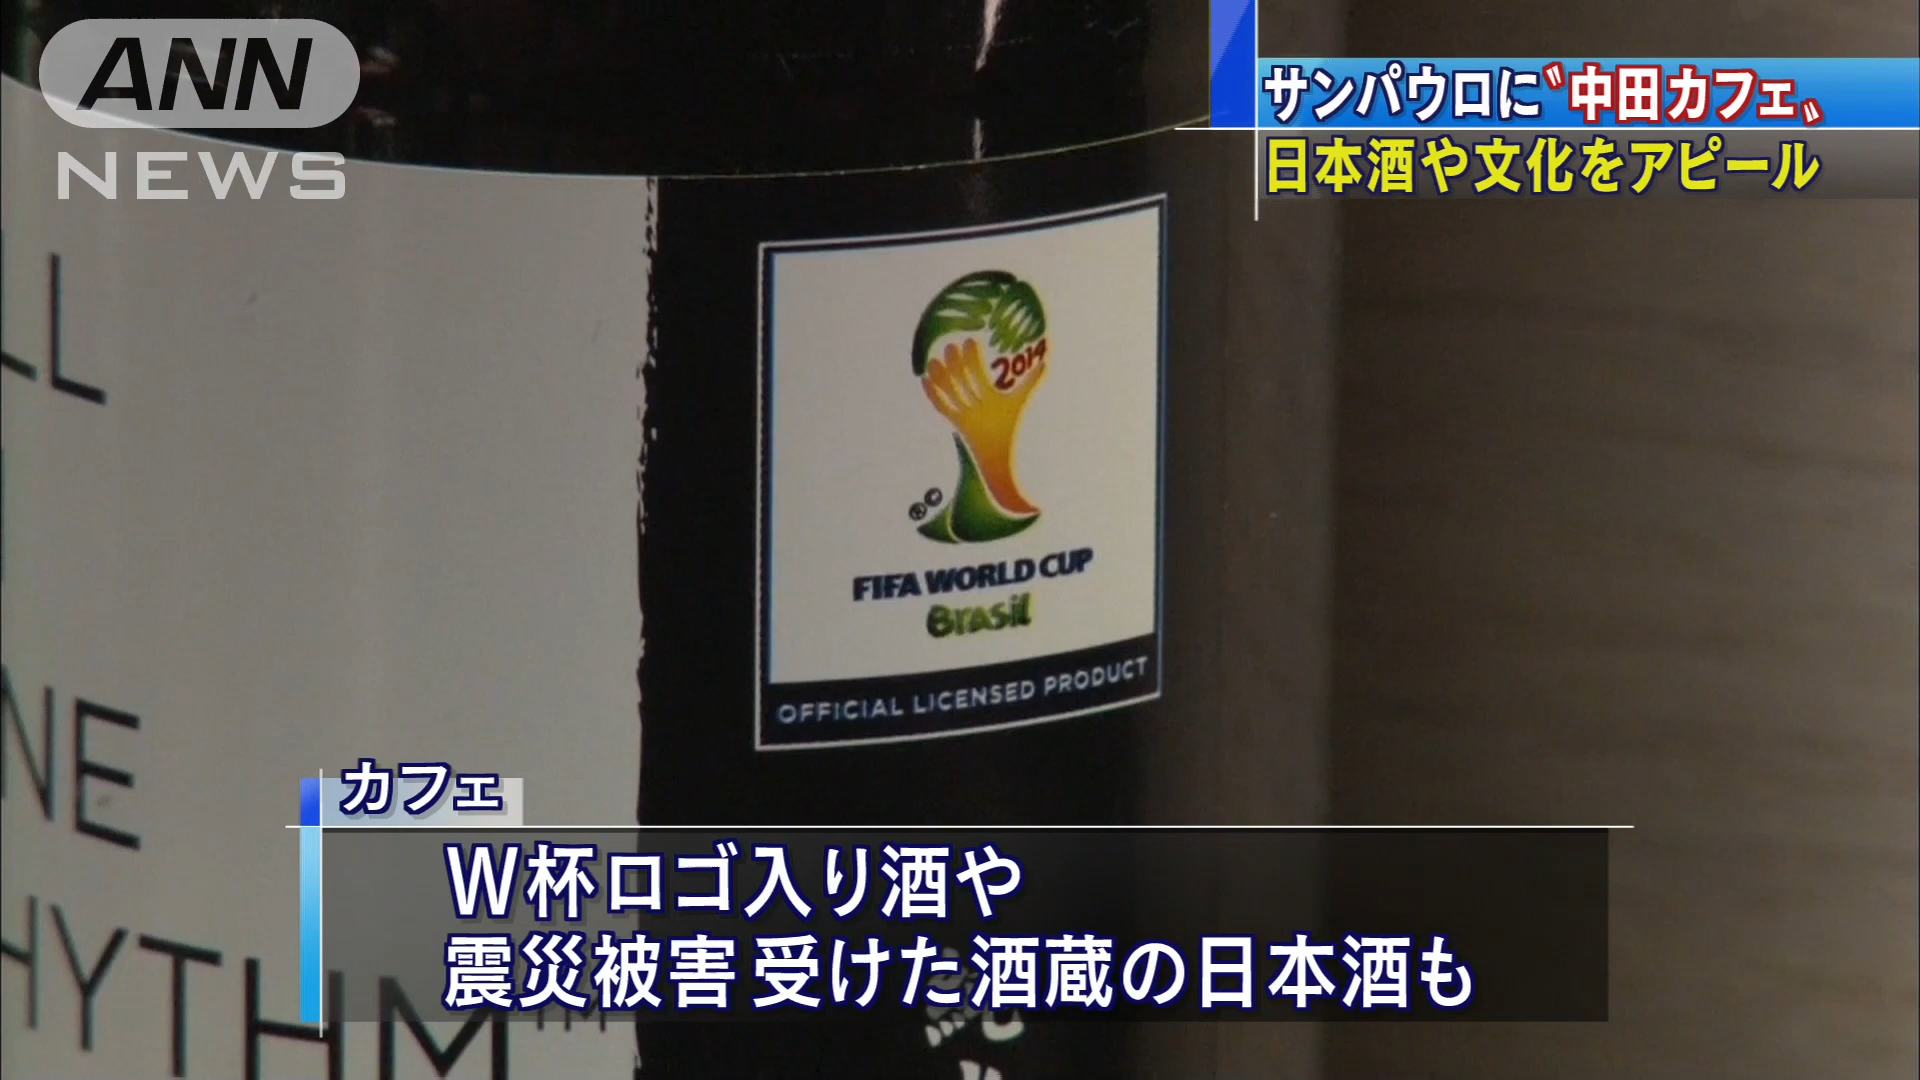 ANN
NEWS
サンパウロに〝中田カフェ〟
日本酒や文化をアピール
LL
NE
HYTHM™
2014
®©
FIFA WORLD CUP
Brasil
OFFICIAL LICENSED PRODUCT
カフェ
W杯ロゴ入り酒や
震災被害受けた酒蔵の日本酒も